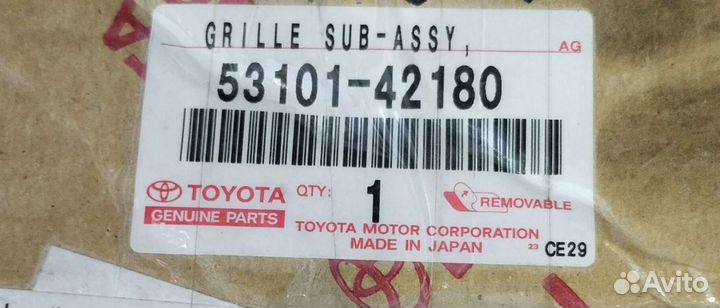 GRILLE SUB-ASSY,
AG
53101-42180
TOYOTA
GENUINE PARTS
QTY: 1
REMOVABLE
TOYOTA MOTOR CORPORATION
MADE IN JAPAN
23 CE29
Avito